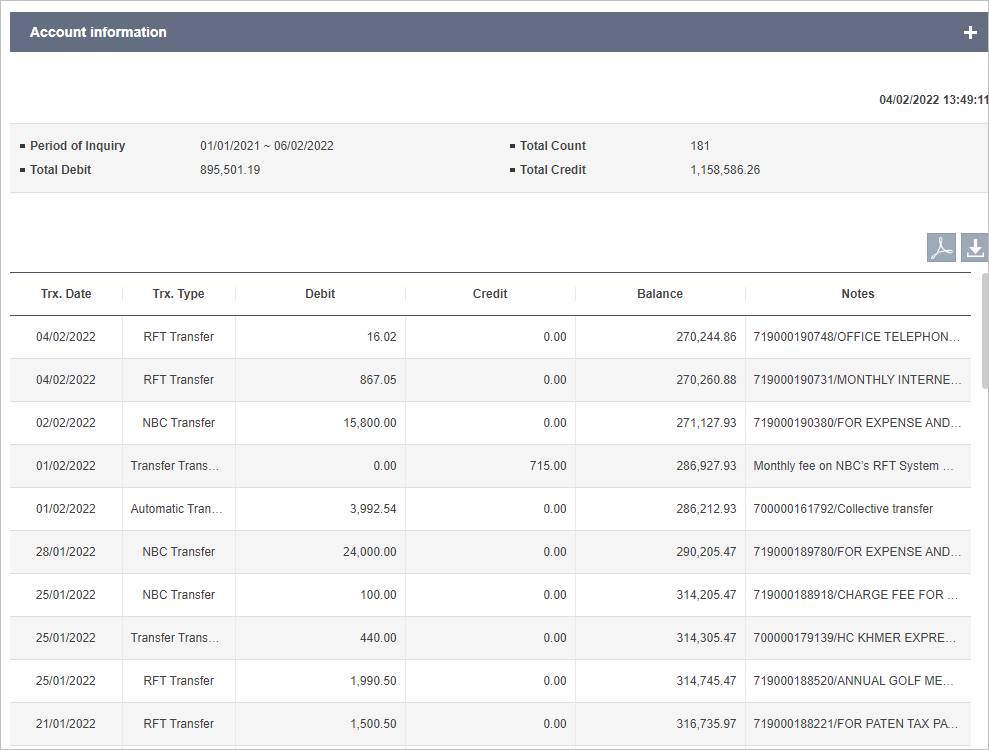 Account information
04/02/2022 13:49:11
Period of Inquiry 01/01/2021 ~ 06/02/2022 Total Count 181
Total Debit 895,501.19 Total Credit 1,158,586.26
Trx. Date Trx. Type Debit Credit Balance Notes
04/02/2022 RFT Transfer 16.02 0.00 270,244.86 719000190748/OFFICE TELEPHON...
04/02/2022 RFT Transfer 867.05 0.00 270,260.88 719000190731/MONTHLY INTERNE...
02/02/2022 NBC Transfer 15,800.00 0.00 271,127.93 719000190380/FOR EXPENSE AND...
01/02/2022 Transfer Trans... 0.00 715.00 286,927.93 Monthly fee on NBC's RFT System ...
01/02/2022 Automatic Tran... 3,992.54 0.00 286,212.93 700000161792/Collective transfer
28/01/2022 NBC Transfer 24,000.00 0.00 290,205.47 719000189780/FOR EXPENSE AND...
25/01/2022 NBC Transfer 100.00 0.00 314,205.47 719000188918/CHARGE FEE FOR ...
25/01/2022 Transfer Trans... 440.00 0.00 314,305.47 700000179139/HC KHMER EXPRE...
25/01/2022 RFT Transfer 1,990.50 0.00 314,745.47 719000188520/ANNUAL GOLF ME...
21/01/2022 RFT Transfer 1,500.50 0.00 316,735.97 719000188221/FOR PATEN TAX PA...